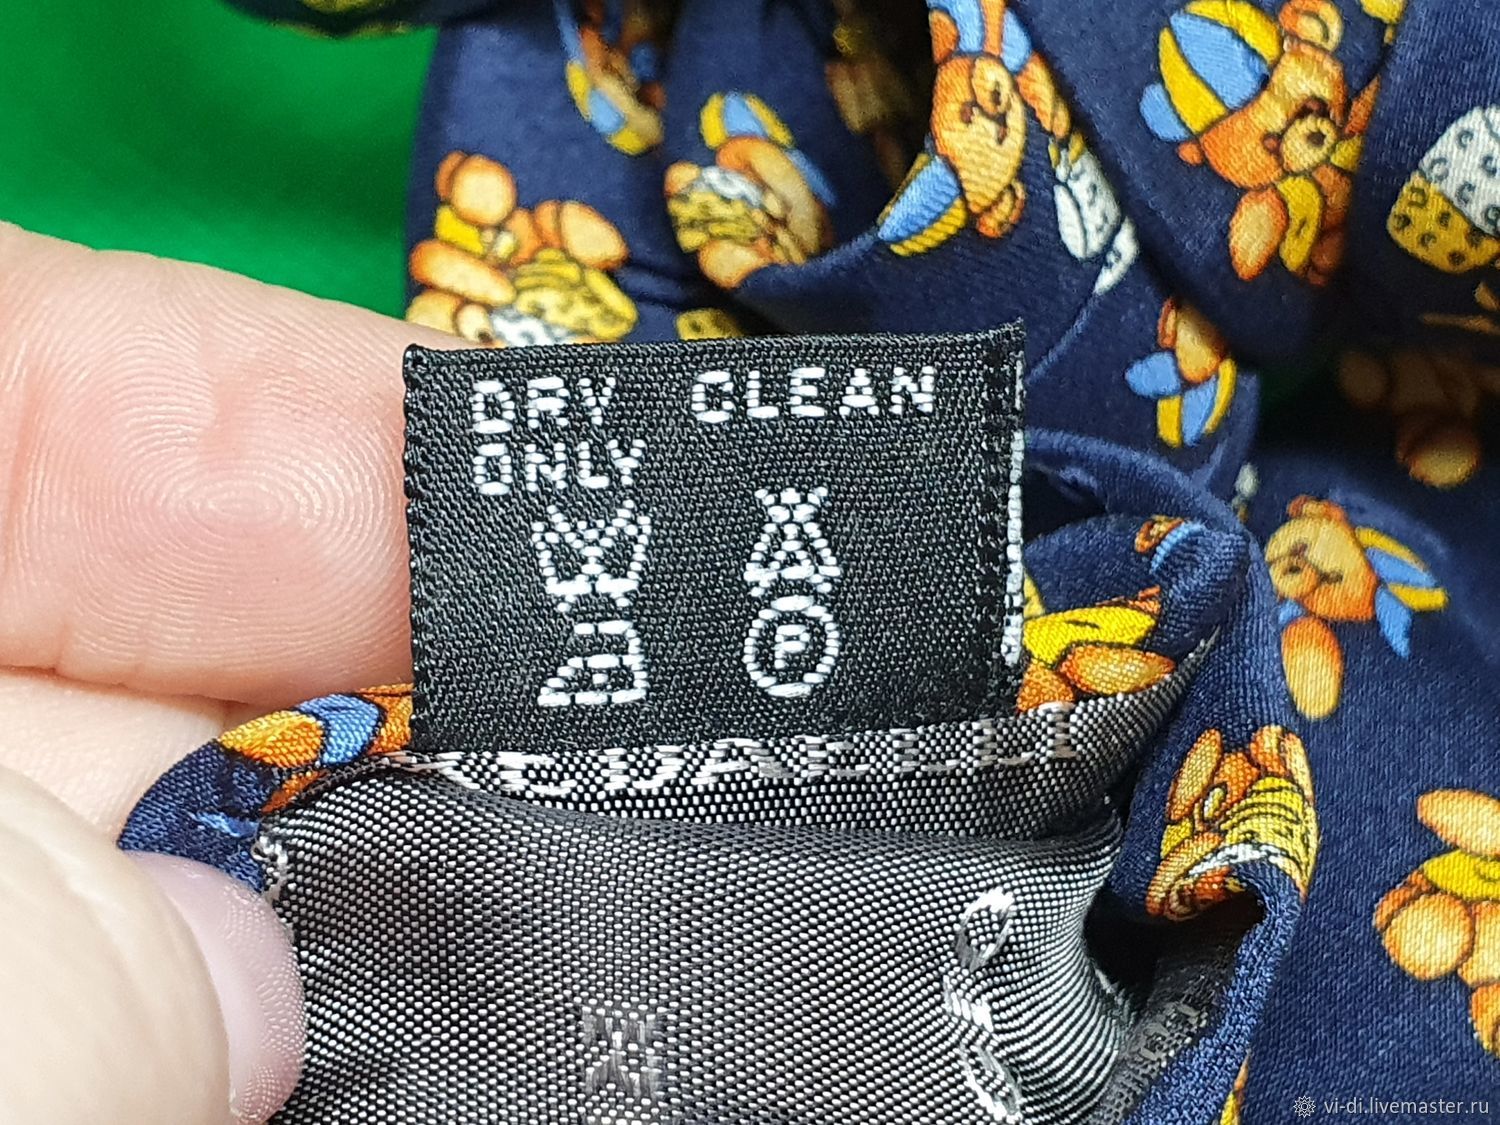 DRY CLEAN
ONLY
P
vi-di.livemaster.ru